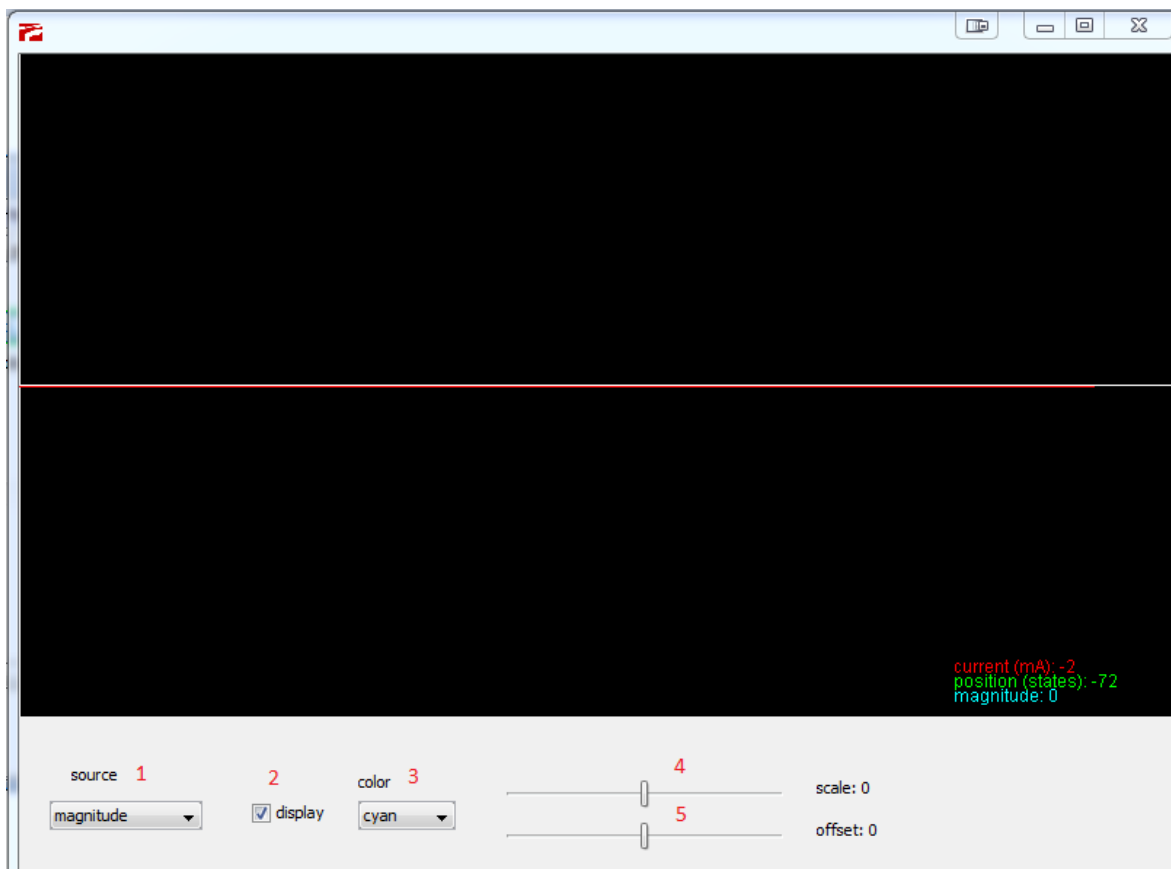 current (mA): -2
position (states): -72
magnitude: 0
source 1
2
color 3
4
scale: 0
magnitude
display
cyan
5
offset: 0